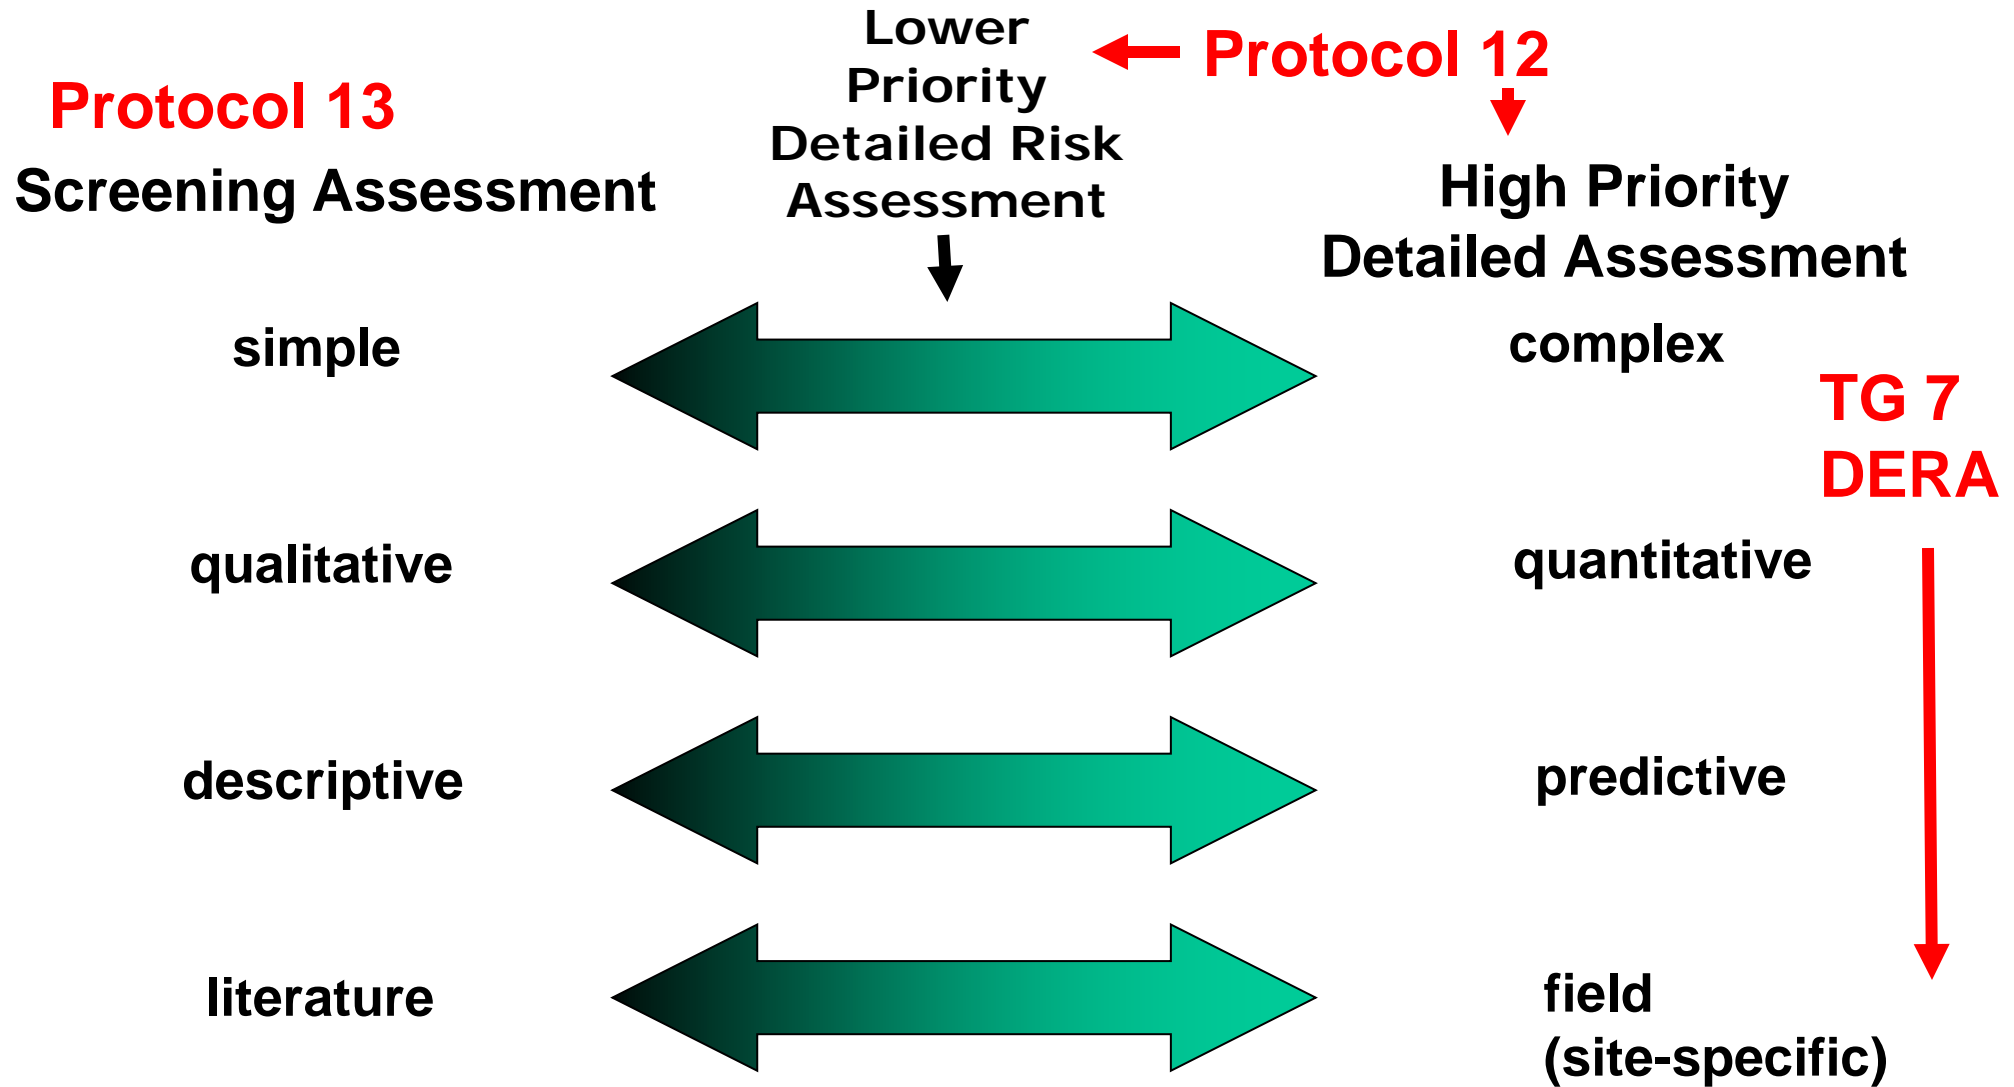 Protocol 13
Screening Assessment
Lower
Priority
Detailed Risk
Assessment
Protocol 12
High Priority
Detailed Assessment
simple
complex
TG 7
DERA
qualitative
quantitative
descriptive
predictive
literature
field
(site-specific)